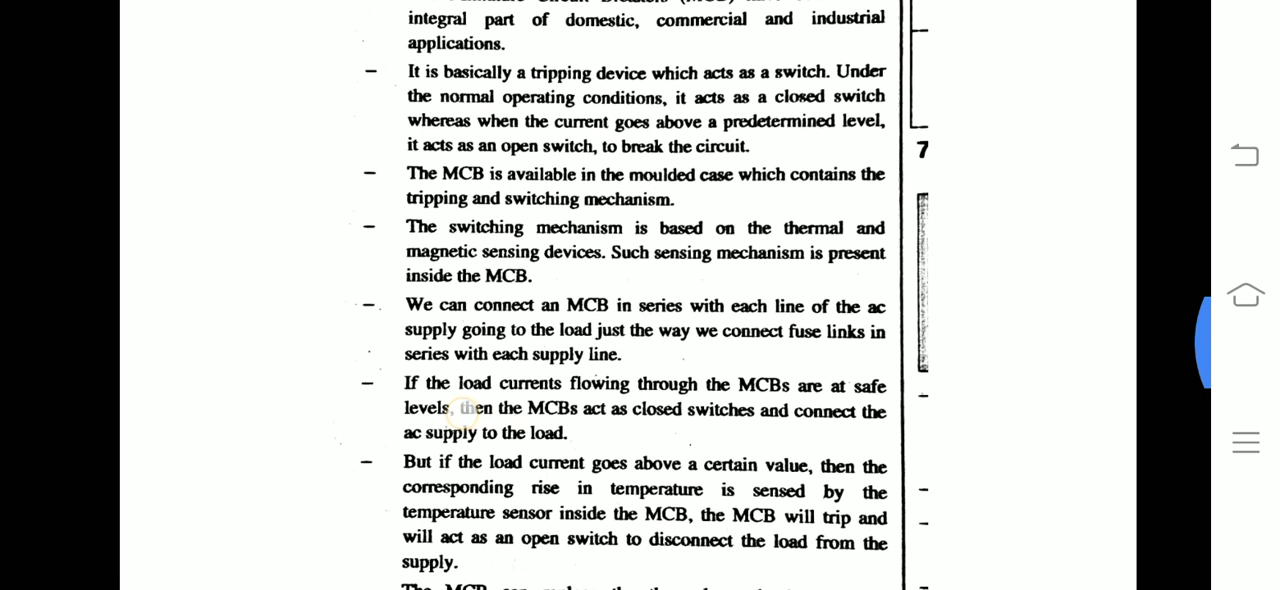 integral part of domestic, commercial and industrial
applications.
– It is basically a tripping device which acts as a switch. Under
the normal operating conditions, it acts as a closed switch
whereas when the current goes above a predetermined level,
it acts as an open switch, to break the circuit.
– The MCB is available in the moulded case which contains the
tripping and switching mechanism.
– The switching mechanism is based on the thermal and
magnetic sensing devices. Such sensing mechanism is present
inside the MCB.
– We can connect an MCB in series with each line of the ac
supply going to the load just the way we connect fuse links in
series with each supply line.
– If the load currents flowing through the MCBs are at safe
levels, then the MCBs act as closed switches and connect the
ac supply to the load.
– But if the load current goes above a certain value, then the
corresponding rise in temperature is sensed by the
temperature sensor inside the MCB, the MCB will trip and
will act as an open switch to disconnect the load from the
supply.
7